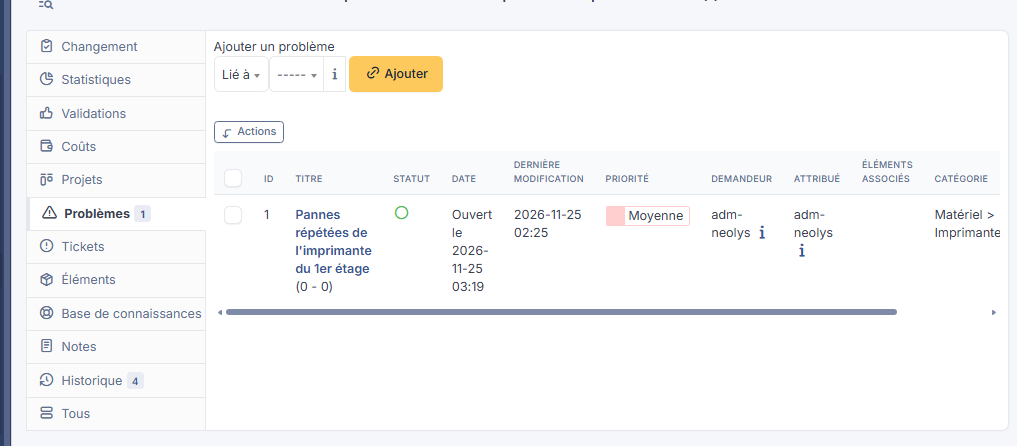 Changement
Statistiques
Validations
Coûts
Projets
Problèmes 1
Tickets
Éléments
Base de connaissances
Notes
Historique 4
Tous
Ajouter un problème
Lié à
-----
Ajouter
Actions
ID
TITRE
STATUT
DATE
DERNIÈRE
MODIFICATION
PRIORITÉ
DEMANDEUR
ATTRIBUÉ
ÉLÉMENTS
ASSOCIÉS
CATÉGORIE
1
Pannes
répétées de
l'imprimante
du 1er étage
(0 - 0)
Ouvert
le
2026-
11-25
03:19
2026-11-25
02:25
Moyenne
adm-
neolys
adm-
neolys
Matériel >
Imprimante